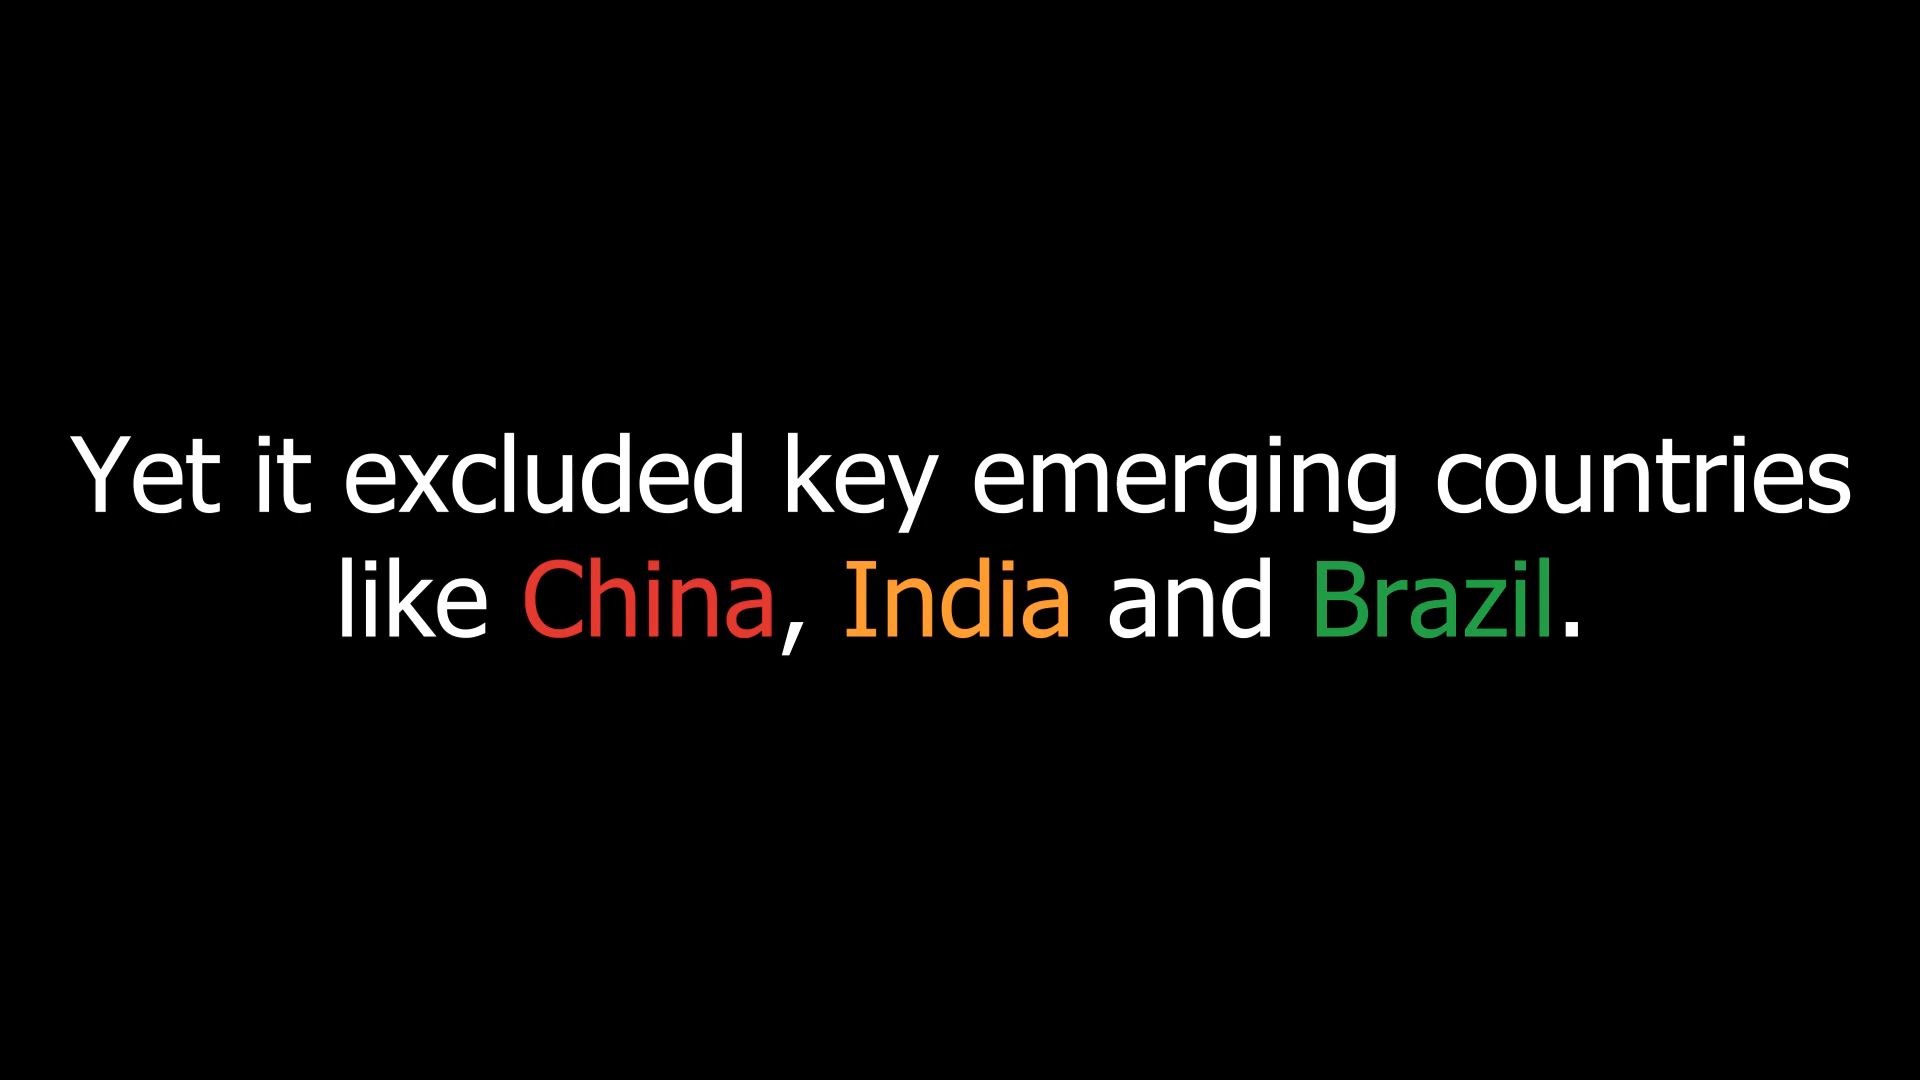 Yet it excluded key emerging countries
like China, India and Brazil.